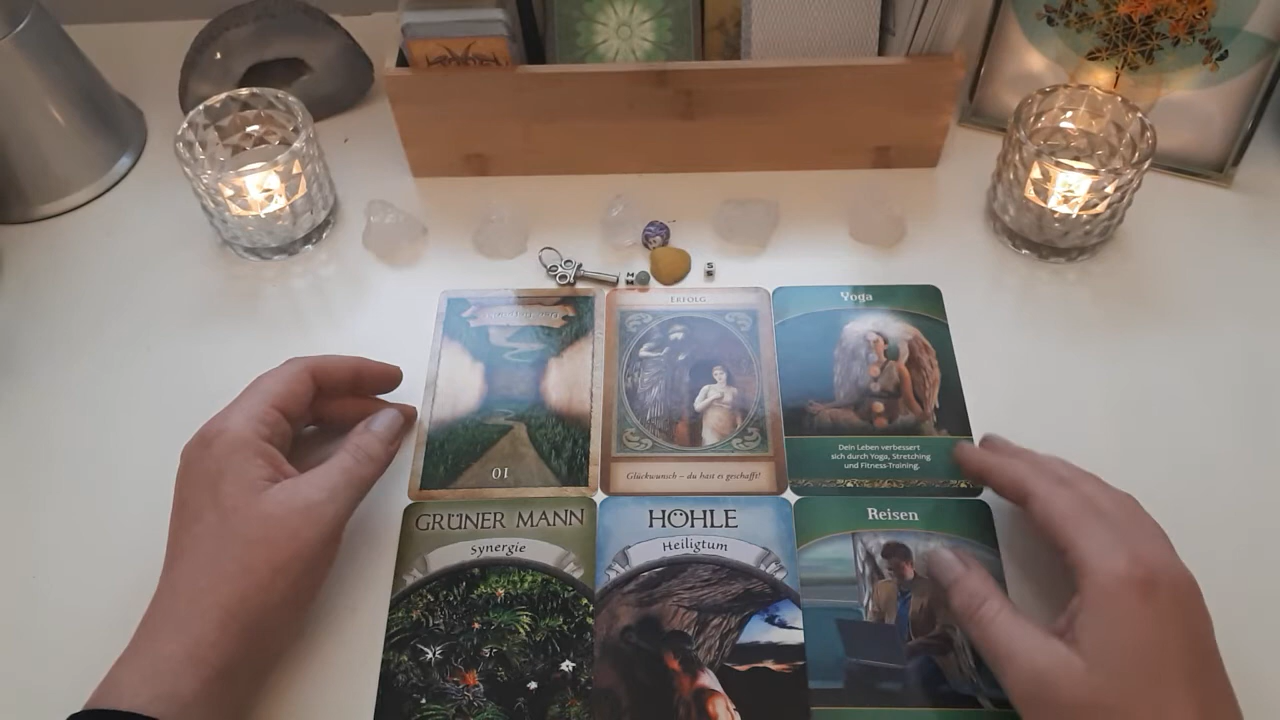 ERFOLG
Yoga
10
Glückwunsch – du hast es geschafft!
Dein Leben verbessert
sich durch Yoga, Stretching
und Fitness-Training.
GRÜNER MANN
Synergie
HÖHLE
Heiligtum
Reisen